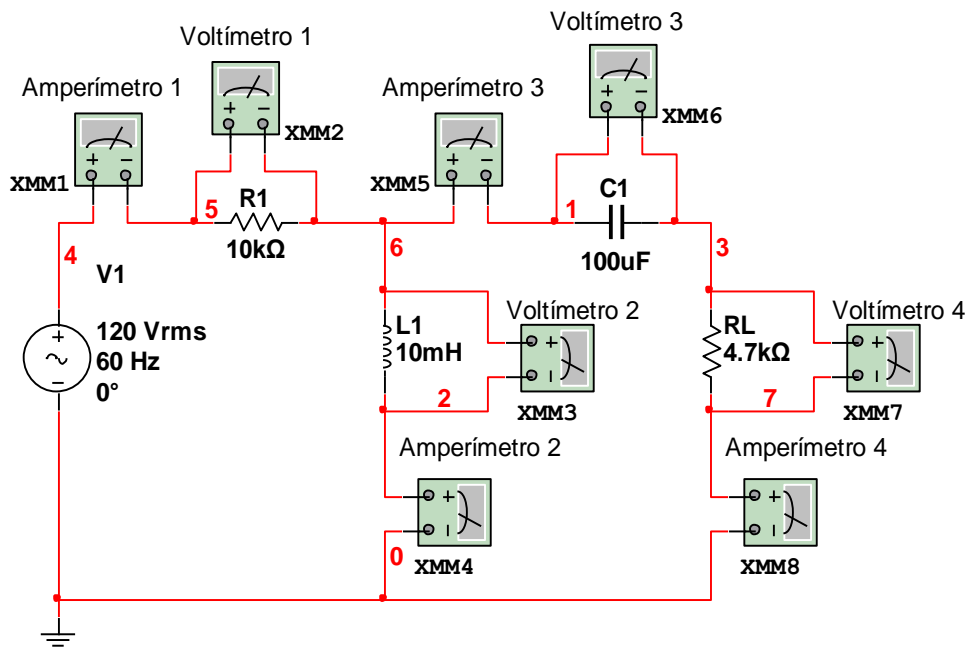 Voltímetro 1
Voltímetro 3
Amperímetro 1
Amperímetro 3
+ −
XMM2
+ −
XMM6
+ −
XMM1
+ −
XMM5
4
5
R1
10kΩ
6
1
C1
100uF
3
V1
+
120 Vrms
60 Hz
0°
−
L1
10mH
Voltímetro 2
+
−
XMM3
2
RL
4.7kΩ
Voltímetro 4
+
−
XMM7
7
Amperímetro 2
+
−
XMM4
0
Amperímetro 4
+
−
XMM8